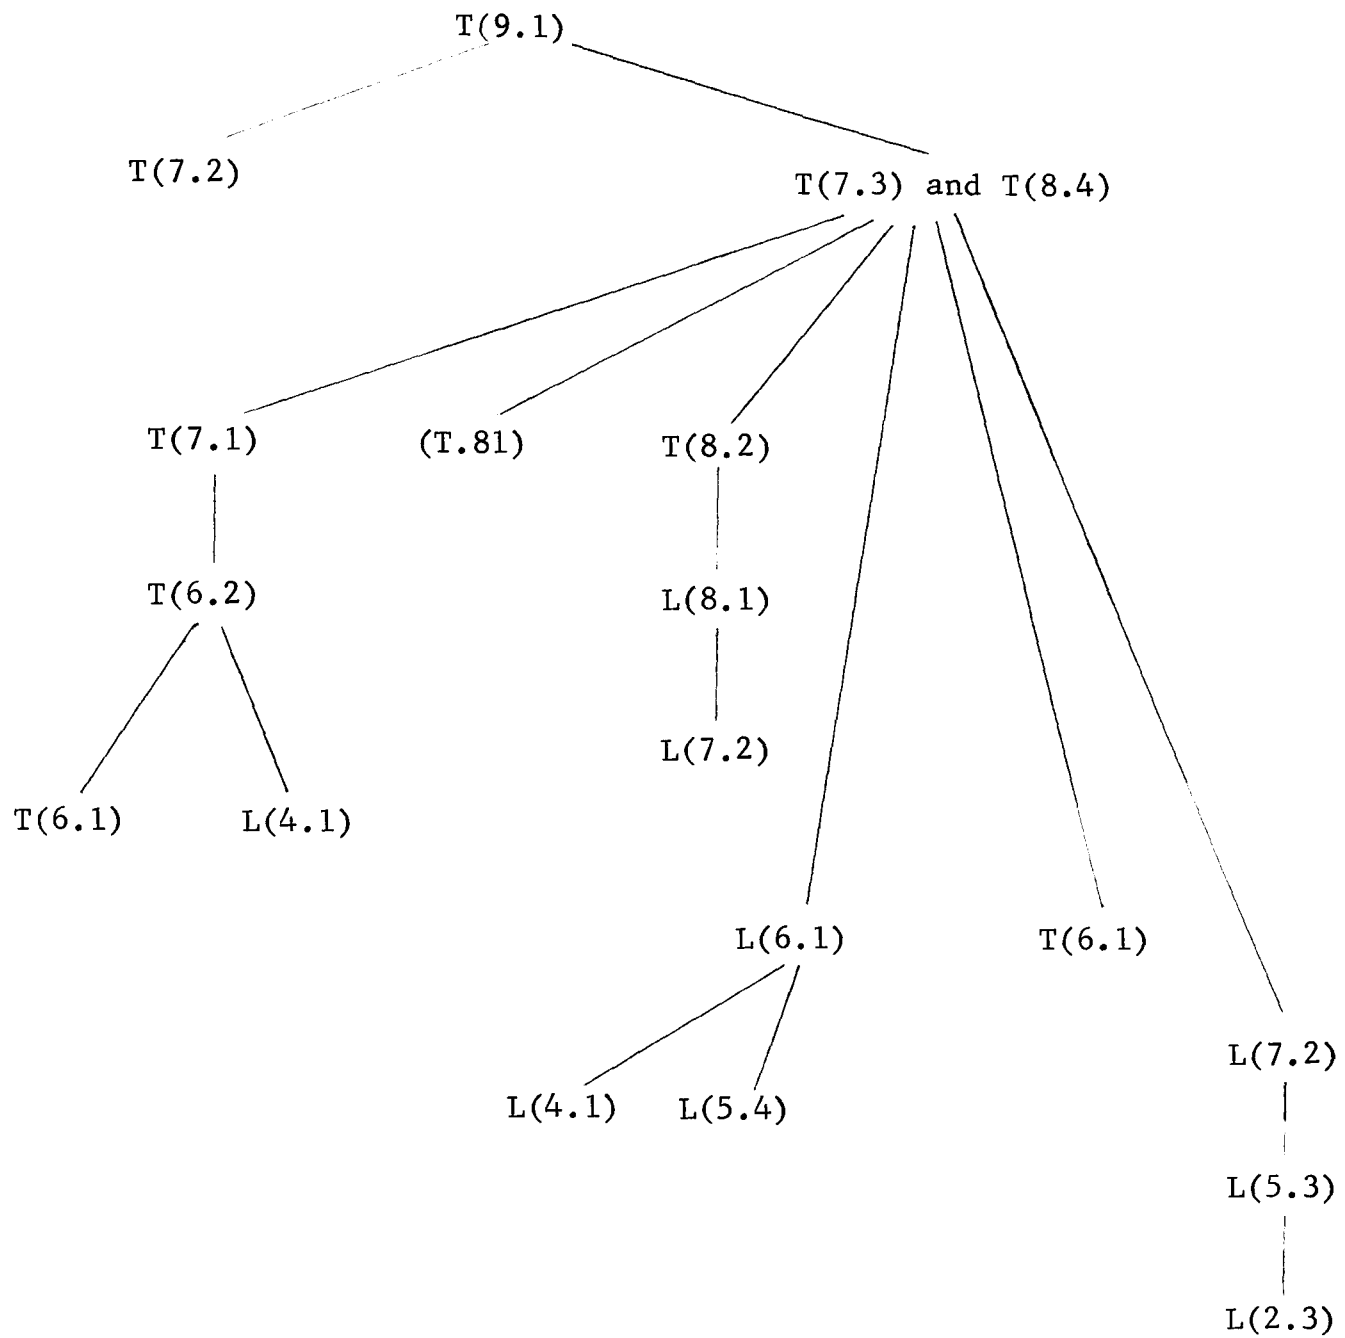 T(9.1)
T(7.2)
T(7.3) and T(8.4)
T(7.1) (T.81) T(8.2)
T(6.2) L(8.1)
L(7.2)
T(6.1) L(4.1)
L(6.1) T(6.1)
L(7.2)
L(4.1) L(5.4)
L(5.3)
L(2.3)